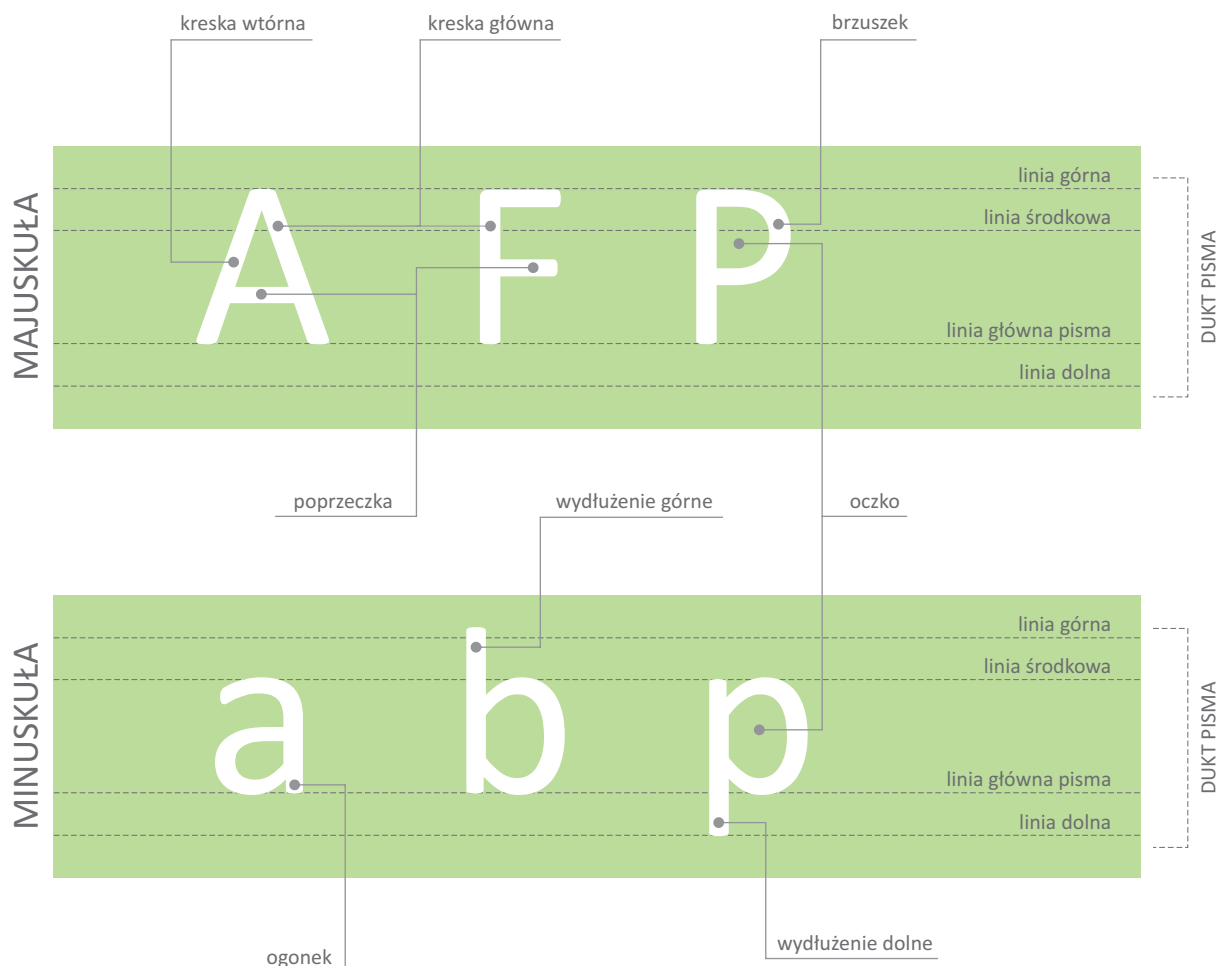 kreska wtórna
kreska główna
brzuszek
MAJUSKUŁA
A F P
linia górna
linia środkowa
linia główna pisma
linia dolna
DUKT PISMA
poprzeczka
wydłużenie górne
oczko
MINUSKUŁA
a b p
linia górna
linia środkowa
linia główna pisma
linia dolna
DUKT PISMA
ogonek
wydłużenie dolne